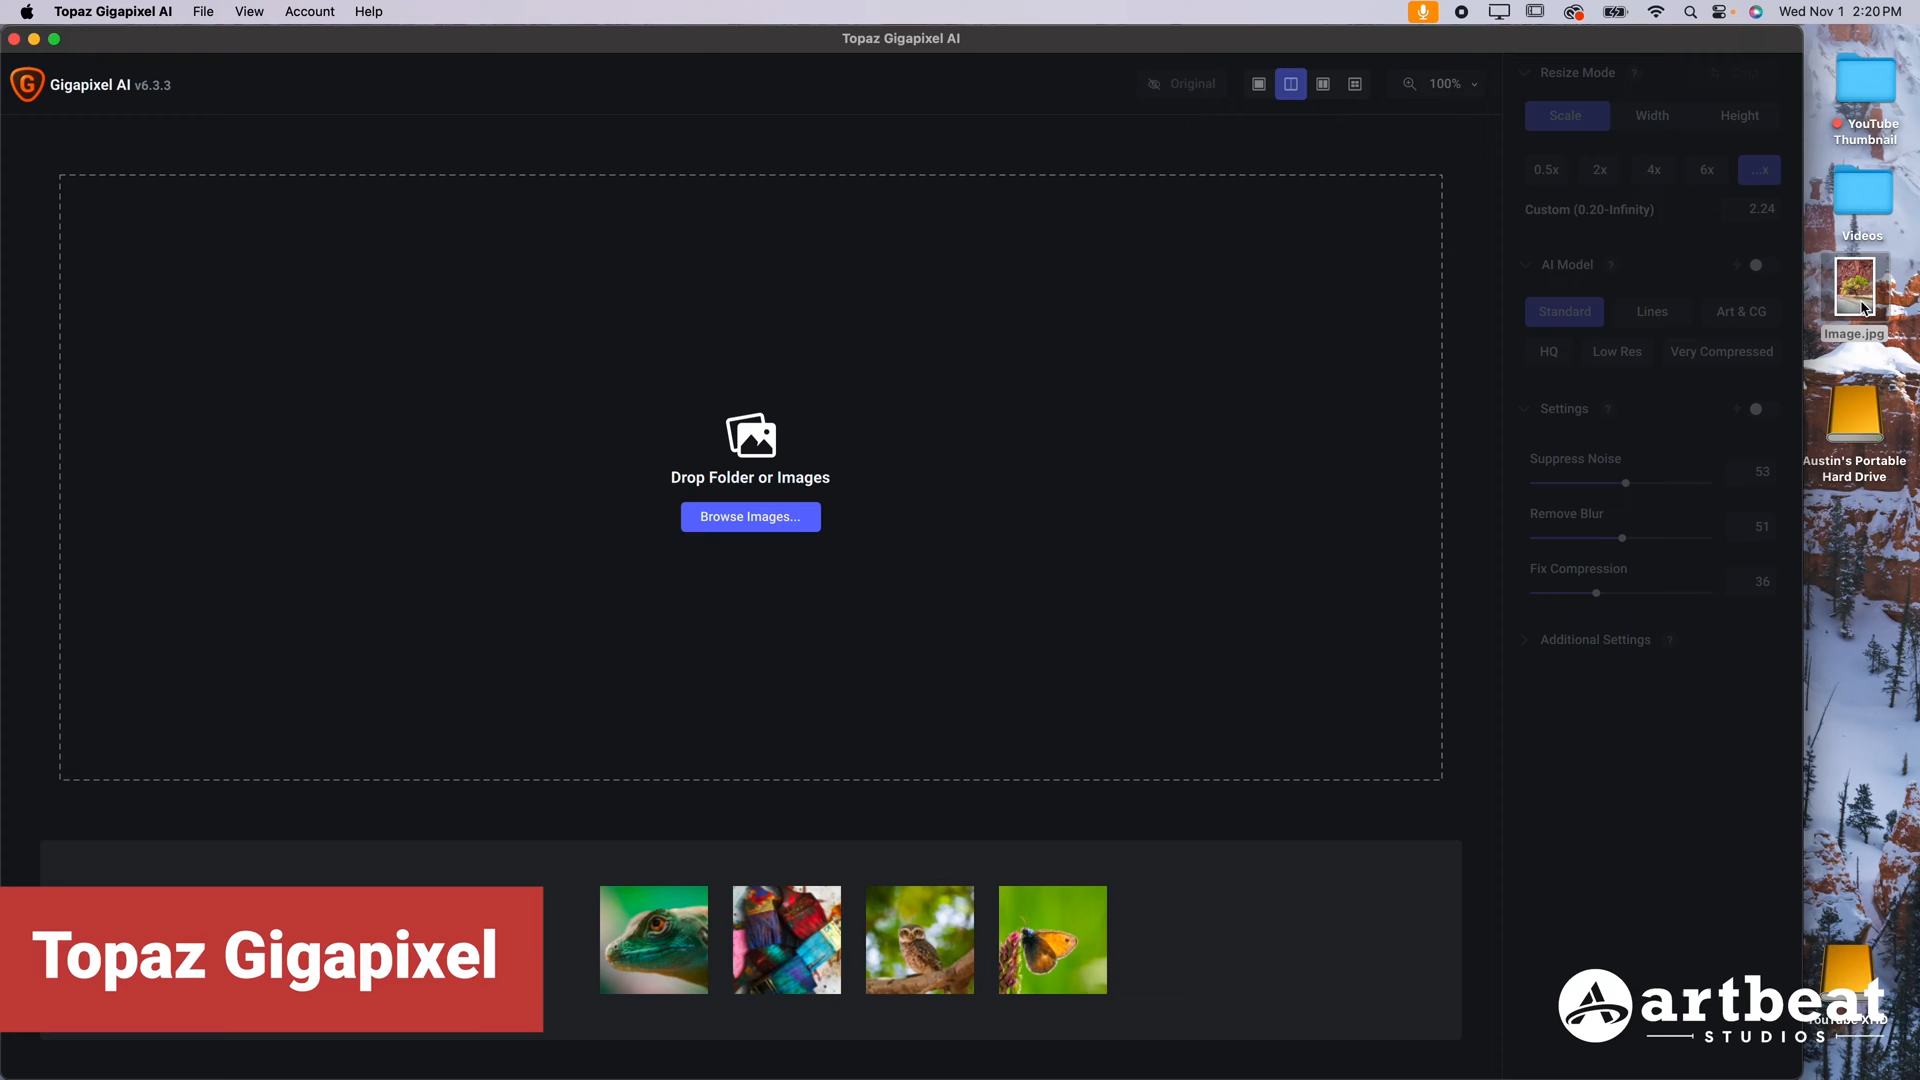 Topaz Gigapixel AI File View Account Help
Wed Nov 1 2:20 PM
Topaz Gigapixel AI
G Gigapixel AI v6.3.3
Original
100%
Resize Mode ?
Scale Width Height
0.5x 2x 4x 6x ...x
Custom (0.20-Infinity) 2.24
AI Model ?
Standard Lines Art & CG
HQ Low Res Very Compressed
Settings ?
Suppress Noise
53
Remove Blur
51
Fix Compression
36
Additional Settings ?
Drop Folder or Images
Browse Images...
YouTube
Thumbnail
Videos
Image.jpg
Austin's Portable
Hard Drive
Topaz Gigapixel
artbeat
STUDIOS